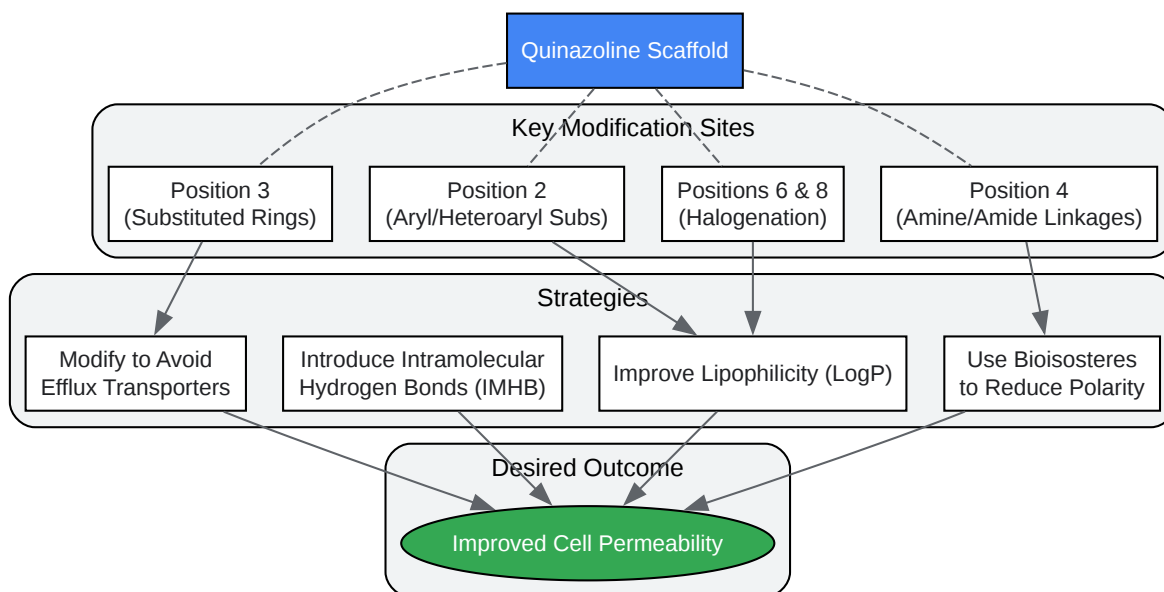 Quinazoline Scaffold
Key Modification Sites
Position 3
(Substituted Rings)
Position 2
(Aryl/Heteroaryl Subs)
Positions 6 & 8
(Halogenation)
Position 4
(Amine/Amide Linkages)
Strategies
Modify to Avoid
Efflux Transporters
Introduce Intramolecular
Hydrogen Bonds (IMHB)
Improve Lipophilicity (LogP)
Use Bioisosteres
to Reduce Polarity
Desired Outcome
Improved Cell Permeability